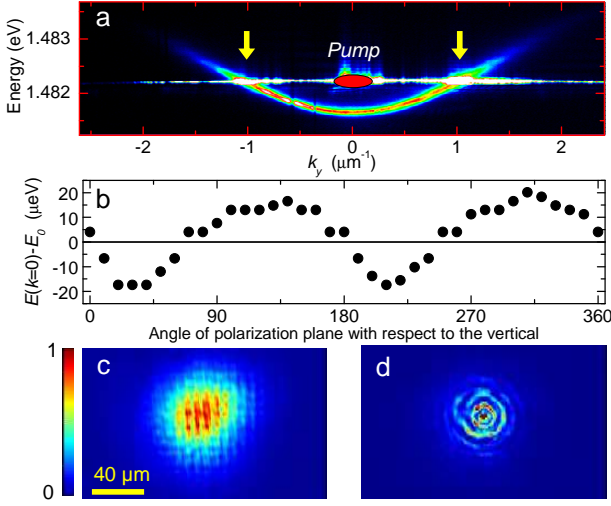 a
Energy (eV)
1.483
1.482
Pump
-2 -1 0 1 2
k_y (μm⁻¹)
b
E(k=0)-E_0 (μeV)
20
10
0
-10
-20
0 90 180 270 360
Angle of polarization plane with respect to the vertical
1
0
c
40 μm
d